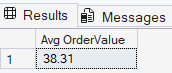 Results Messages
Avg OrderValue
1 38.31